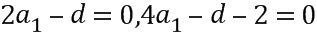 2a₁ – d = 0,4a₁ – d – 2 = 0